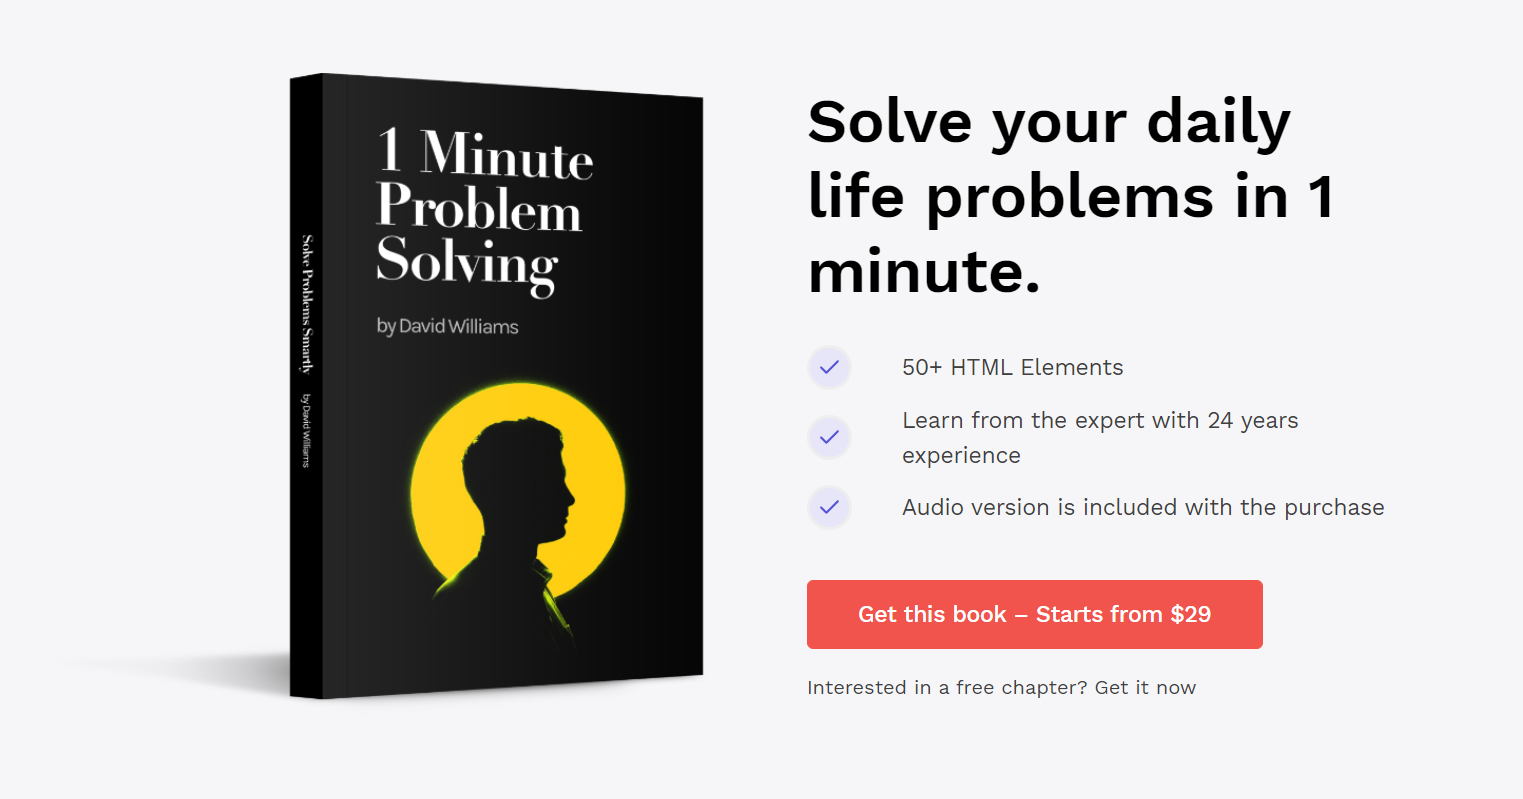 1 Minute
Problem
Solving
by David Williams
Solve Problems Smartly
by David Williams
Solve your daily
life problems in 1
minute.
50+ HTML Elements
Learn from the expert with 24 years
experience
Audio version is included with the purchase
Get this book – Starts from $29
Interested in a free chapter? Get it now